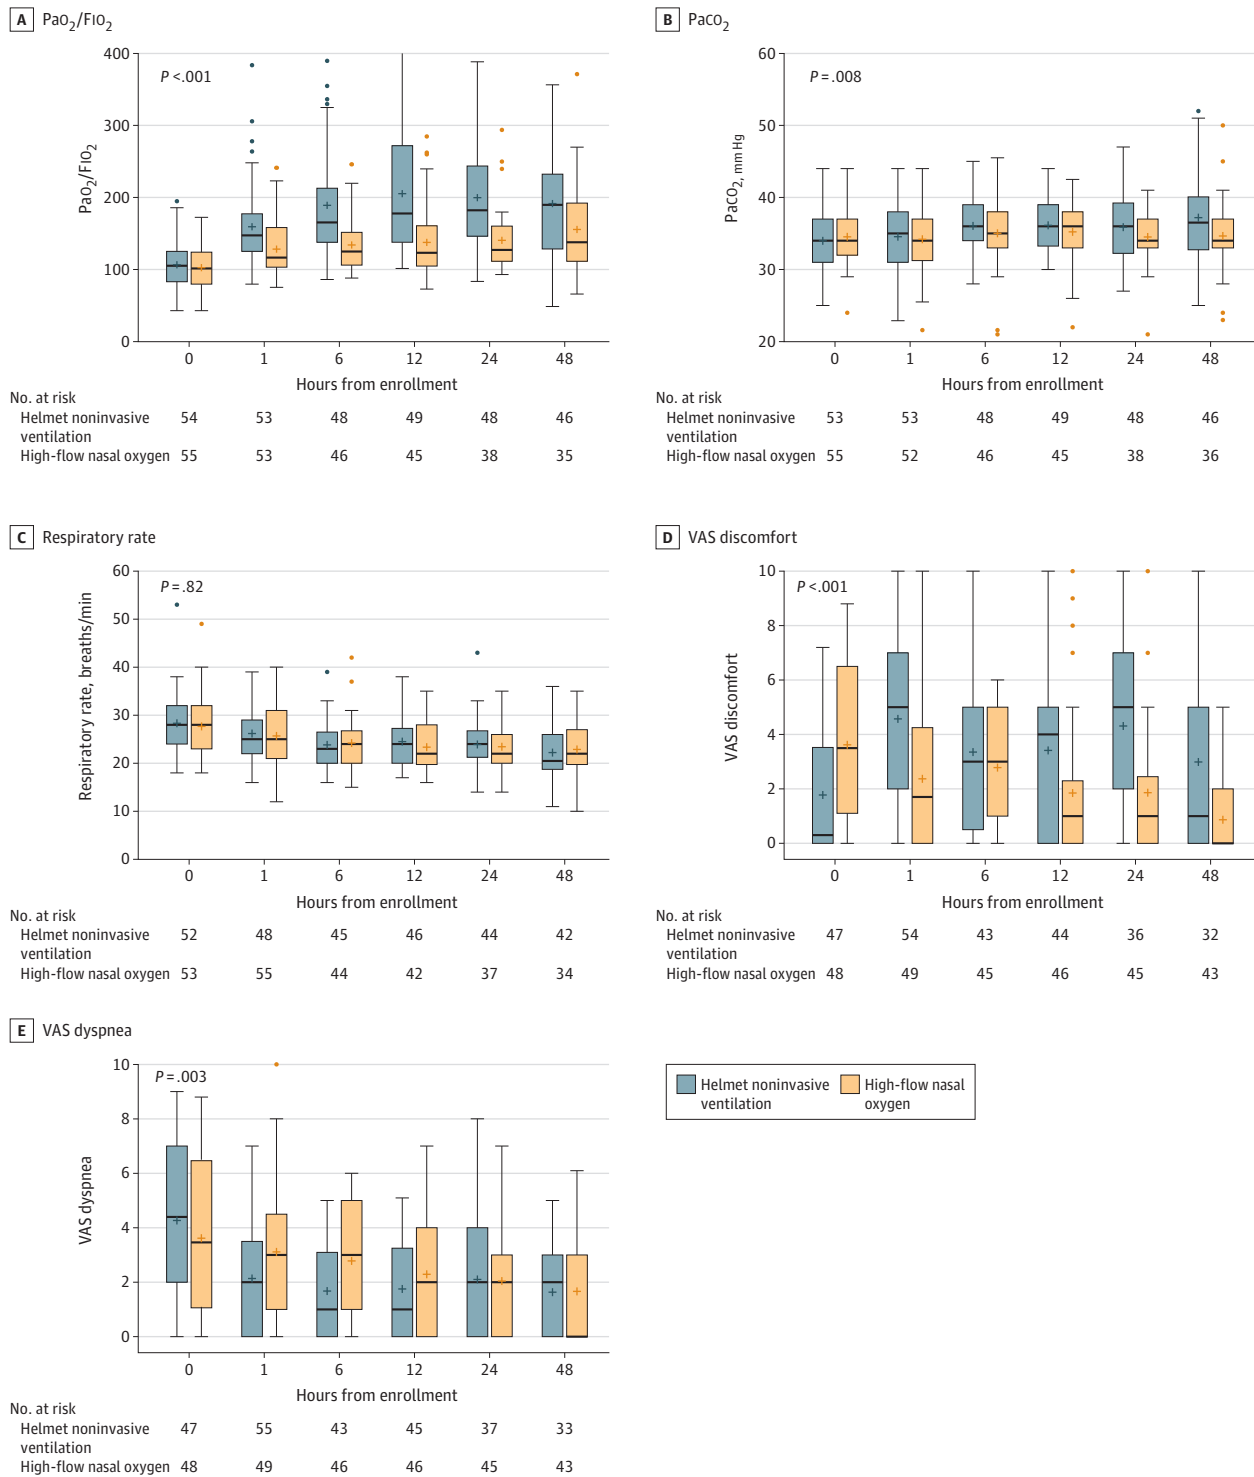 A PaO2/FIO2
400
300
200
100
0
PaO2/FIO2
P <.001
0 1 6 12 24 48
Hours from enrollment
No. at risk
Helmet noninvasive
ventilation
54 53 48 49 48 46
High-flow nasal oxygen 55 53 46 45 38 35
B PaCO2
60
50
40
30
20
PaCO2, mm Hg
P = .008
0 1 6 12 24 48
Hours from enrollment
No. at risk
Helmet noninvasive
ventilation
53 53 48 49 48 46
High-flow nasal oxygen 55 52 46 45 38 36
C Respiratory rate
60
50
40
30
20
10
0
Respiratory rate, breaths/min
P = .82
0 1 6 12 24 48
Hours from enrollment
No. at risk
Helmet noninvasive
ventilation
52 48 45 46 44 42
High-flow nasal oxygen 53 55 44 42 37 34
D VAS discomfort
10
8
6
4
2
0
VAS discomfort
P <.001
0 1 6 12 24 48
Hours from enrollment
No. at risk
Helmet noninvasive
ventilation
47 54 43 44 36 32
High-flow nasal oxygen 48 49 45 46 45 43
E VAS dyspnea
10
8
6
4
2
0
VAS dyspnea
P = .003
0 1 6 12 24 48
Hours from enrollment
No. at risk
Helmet noninvasive
ventilation
47 55 43 45 37 33
High-flow nasal oxygen 48 49 46 46 45 43
Helmet noninvasive
ventilation
High-flow nasal
oxygen